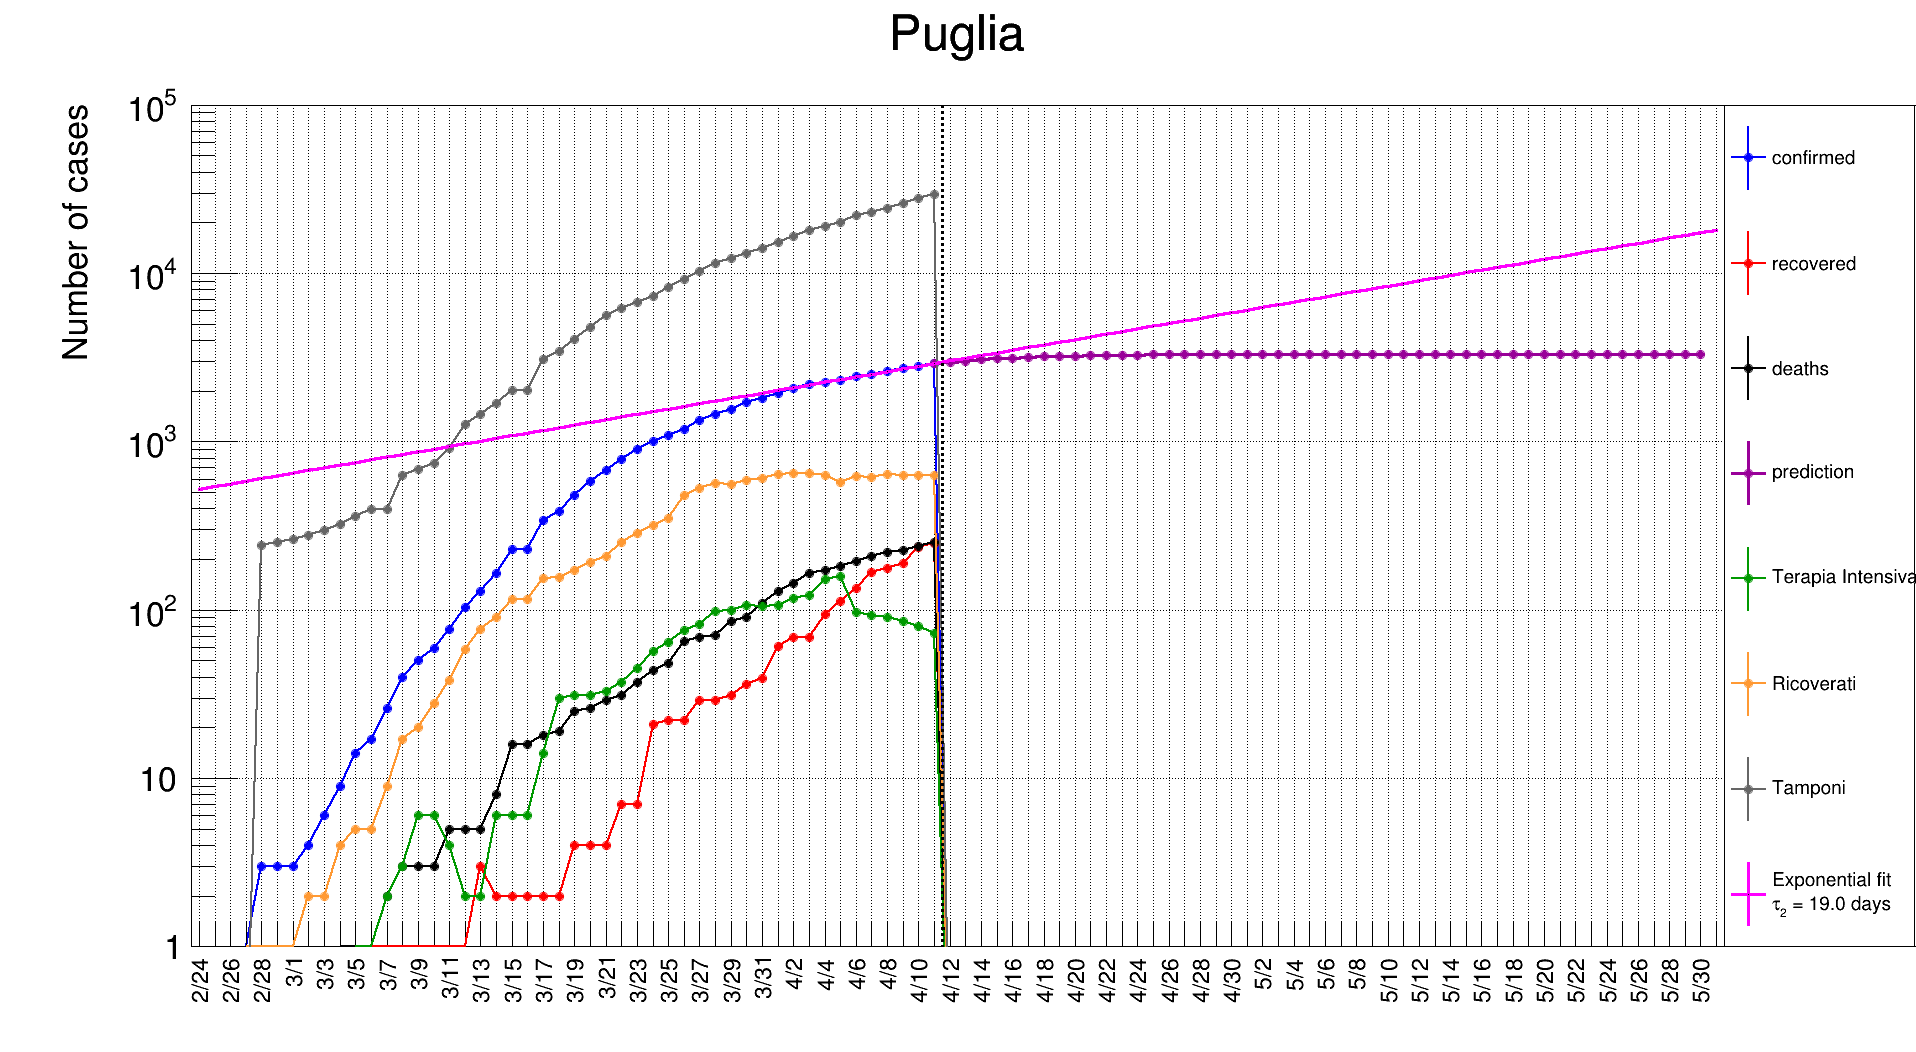 Puglia
Number of cases
10^5
10^4
10^3
10^2
10
1
2/24 2/26 2/28 3/1 3/3 3/5 3/7 3/9 3/11 3/13 3/15 3/17 3/19 3/21 3/23 3/25 3/27 3/29 3/31 4/2 4/4 4/6 4/8 4/10 4/12 4/14 4/16 4/18 4/20 4/22 4/24 4/26 4/28 4/30 5/2 5/4 5/6 5/8 5/10 5/12 5/14 5/16 5/18 5/20 5/22 5/24 5/26 5/28 5/30
confirmed
recovered
deaths
prediction
Terapia Intensiva
Ricoverati
Tamponi
Exponential fit
τ_2 = 19.0 days